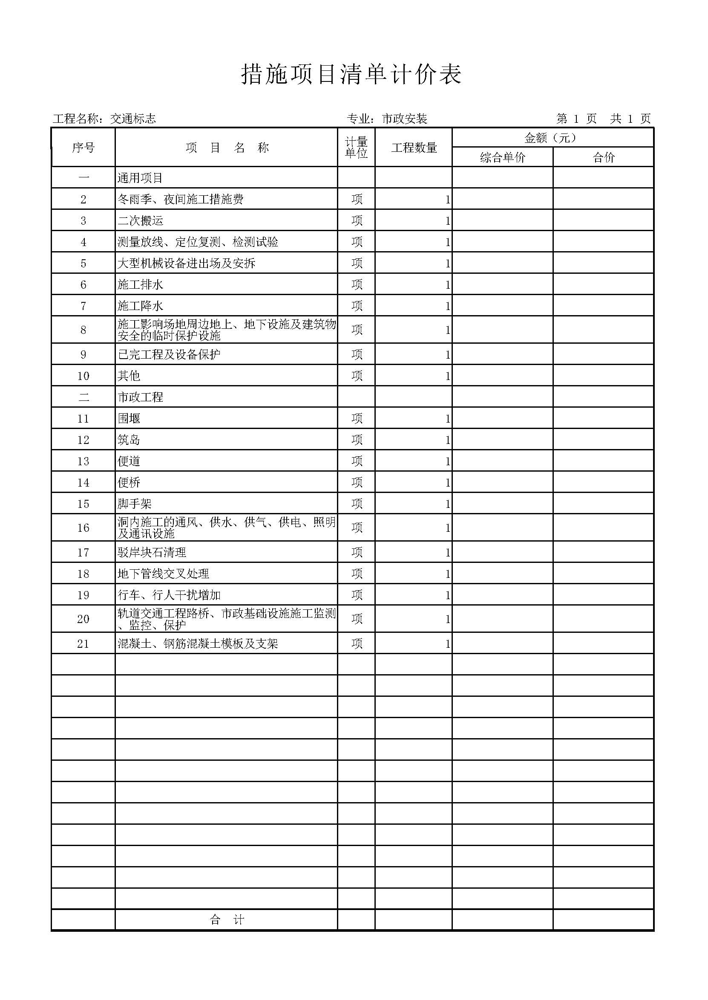 措施项目清单计价表
工程名称：交通标志 专业：市政安装 第 1 页 共 1 页
序号 项 目 名 称 计量单位 工程数量 金额（元）
综合单价 合价
一 通用项目
2 冬雨季、夜间施工措施费 项 1
3 二次搬运 项 1
4 测量放线、定位复测、检测试验 项 1
5 大型机械设备进出场及安拆 项 1
6 施工排水 项 1
7 施工降水 项 1
8 施工影响场地周边地上、地下设施及建筑物 项 1
安全的临时保护设施
9 已完工程及设备保护 项 1
10 其他 项 1
二 市政工程
11 围堰 项 1
12 筑岛 项 1
13 便道 项 1
14 便桥 项 1
15 脚手架 项 1
16 洞内施工的通风、供水、供气、供电、照明 项 1
及通讯设施
17 驳岸块石清理 项 1
18 地下管线交叉处理 项 1
19 行车、行人干扰增加 项 1
20 轨道交通工程路桥、市政基础设施施工监测 项 1
、监控、保护
21 混凝土、钢筋混凝土模板及支架 项 1
合 计